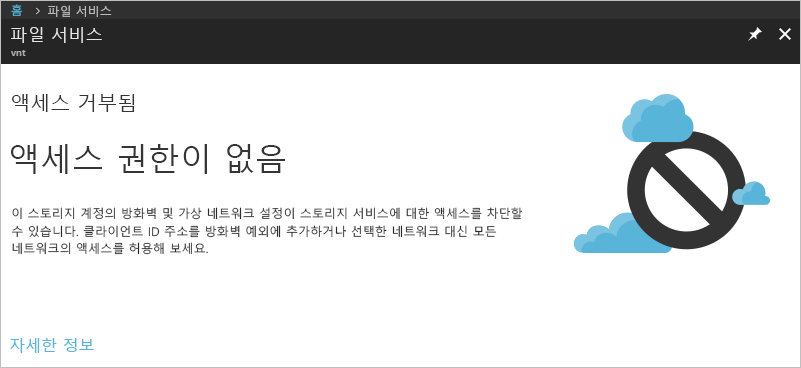 홈 > 파일 서비스
파일 서비스
vnt
액세스 거부됨
액세스 권한이 없음
이 스토리지 계정의 방화벽 및 가상 네트워크 설정이 스토리지 서비스에 대한 액세스를 차단할
수 있습니다. 클라이언트 ID 주소를 방화벽 예외에 추가하거나 선택한 네트워크 대신 모든
네트워크의 액세스를 허용해 보세요.
자세한 정보